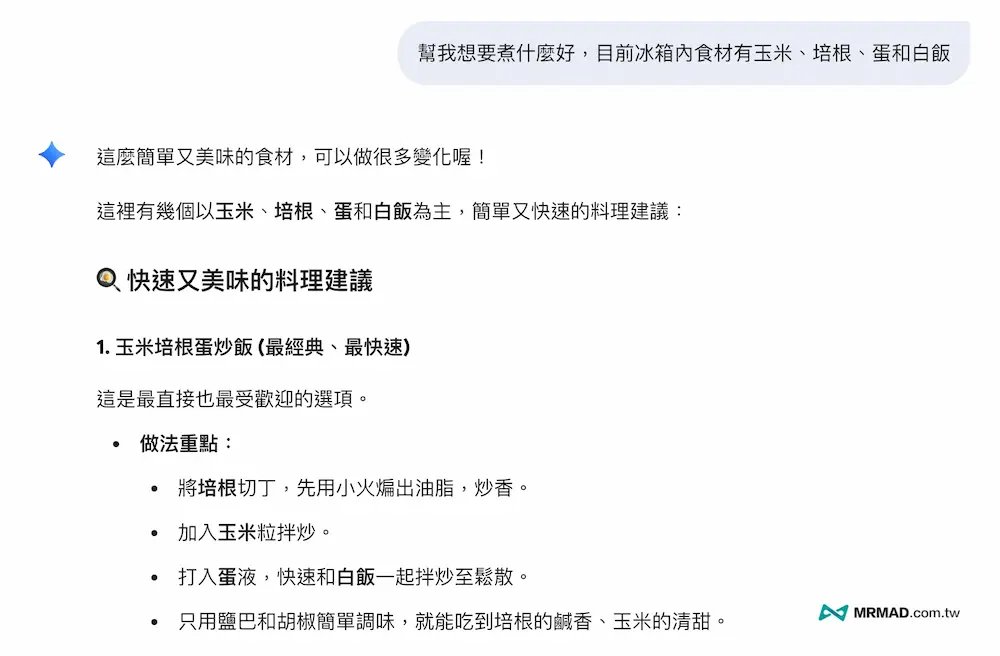 幫我想要煮什麼好，目前冰箱內食材有玉米、培根、蛋和白飯
這麼簡單又美味的食材，可以做很多變化喔！
這裡有幾個以玉米、培根、蛋和白飯為主，簡單又快速的料理建議：
🍳 快速又美味的料理建議
1. 玉米培根蛋炒飯 (最經典、最快速)
這是最直接也最受歡迎的選項。
• 做法重點：
• 將培根切丁，先用小火煸出油脂，炒香。
• 加入玉米粒拌炒。
• 打入蛋液，快速和白飯一起拌炒至鬆散。
• 只用鹽巴和胡椒簡單調味，就能吃到培根的鹹香、玉米的清甜。
MRMAD.com.tw